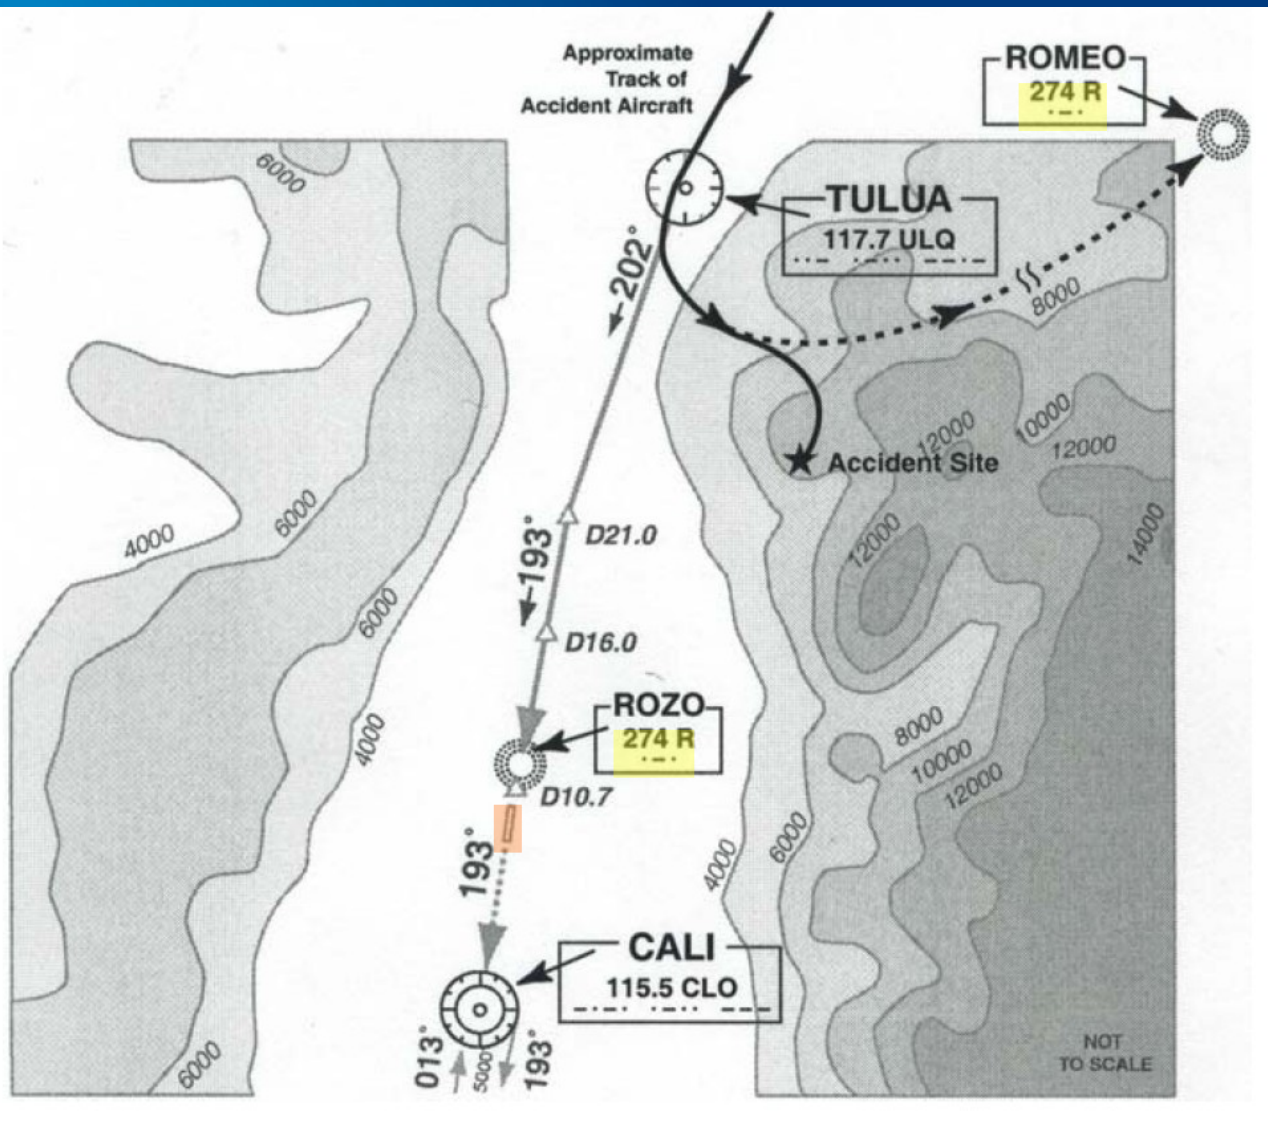 Approximate
Track of
Accident Aircraft
ROMEO
274 R
·—·
6000
TULUA
117.7 ULQ
··— ·—·· ——·—
202°
8000
12000
10000
12000
Accident Site
14000
12000
4000
6000
193°
D21.0
6000
D16.0
ROZO
274 R
·—·
4000
8000
10000
12000
D10.7
193°
4000
6000
CALI
115.5 CLO
—·—· ·—·· ———
013°
5000'
193°
6000
NOT
TO SCALE